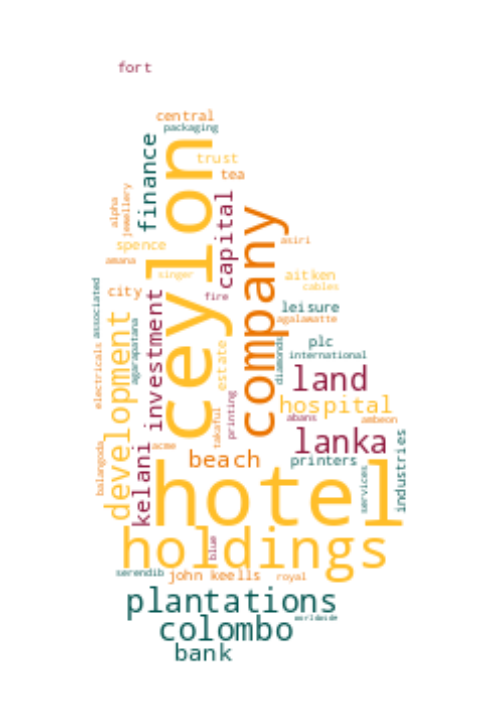 fort
central
packaging
finance
ceylon
trust
tea
alpha
jewellery
capital
company
spence
asiri
amana
singer
aitken
cables
city
fire
associated
investment
leisure
agalamatte
development
agarapatana
electricals
estate
diamonds
plc
international
land
printing
hospital
takaful
abans
ambeon
kelani
acme
lanka
balangoda
beach
printers
industries
services
hotel
holdings
blue
serendib
john keells
royal
plantations
worldwide
colombo
bank